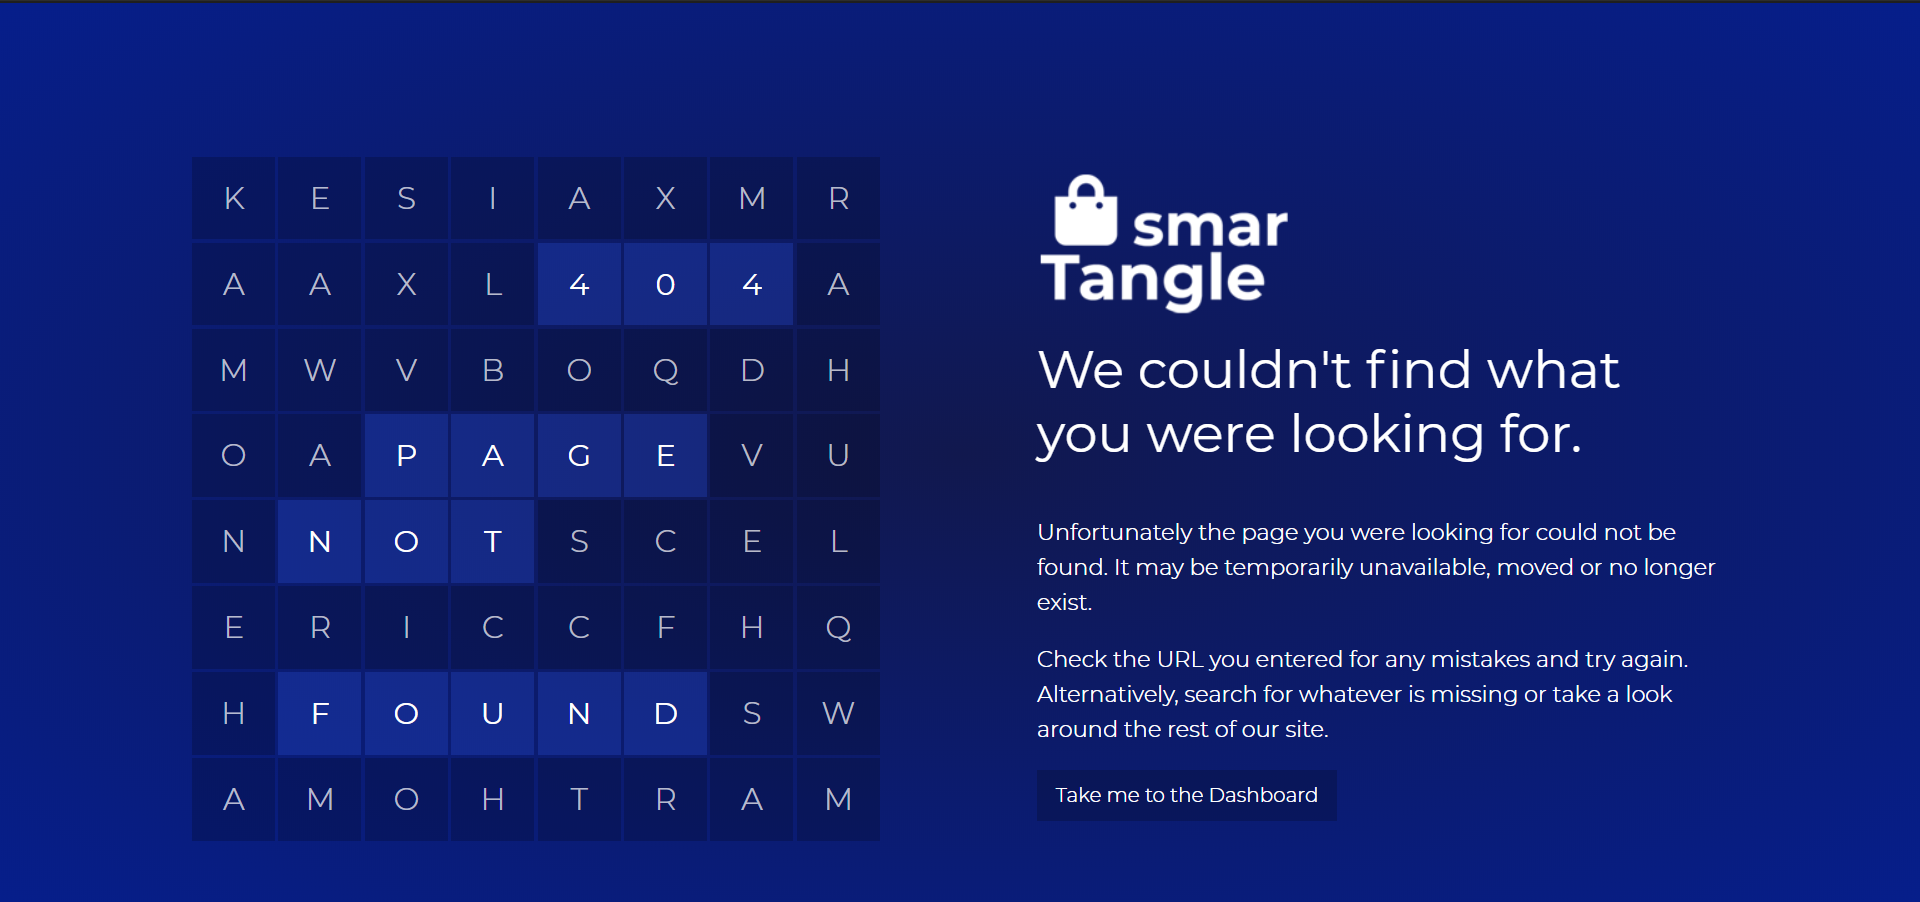 K E S I A X M R
A A X L 4 0 4 A
M W V B O Q D H
O A P A G E V U
N N O T S C E L
E R I C C F H Q
H F O U N D S W
A M O H T R A M
smar
Tangle
We couldn't find what
you were looking for.
Unfortunately the page you were looking for could not be
found. It may be temporarily unavailable, moved or no longer
exist.
Check the URL you entered for any mistakes and try again.
Alternatively, search for whatever is missing or take a look
around the rest of our site.
Take me to the Dashboard